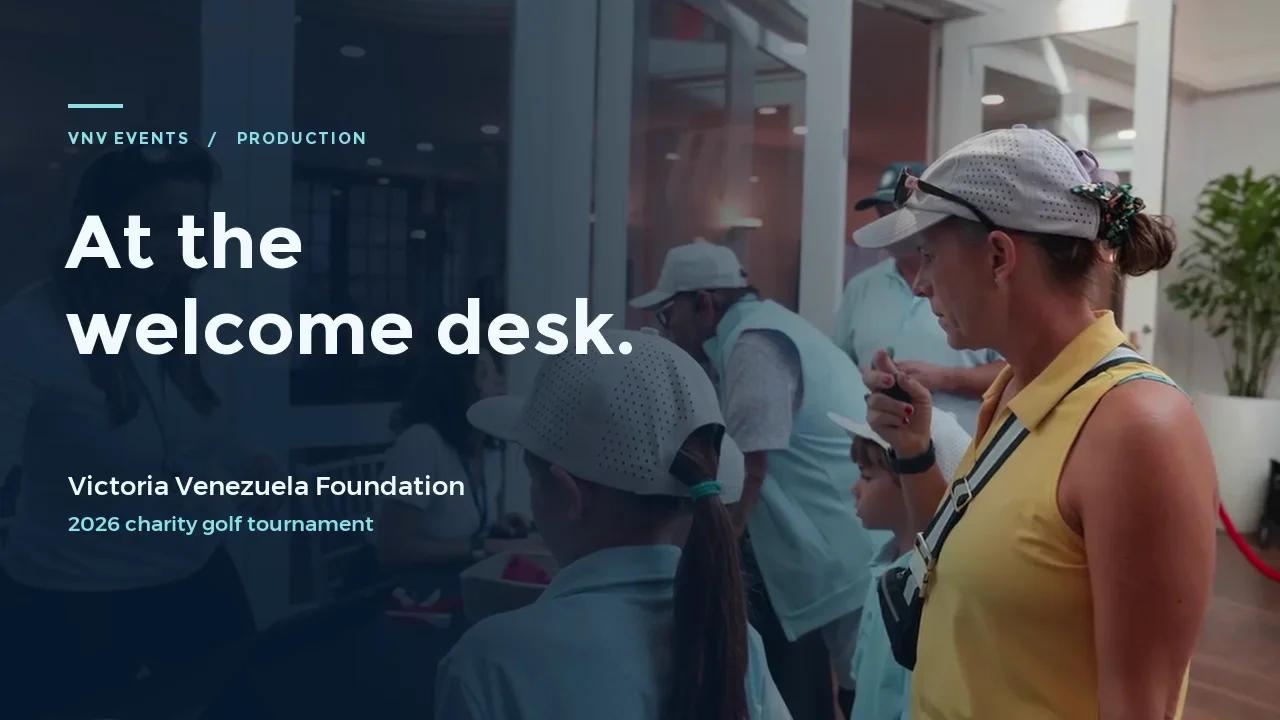 VNV EVENTS / PRODUCTION
At the
welcome desk.
Victoria Venezuela Foundation
2026 charity golf tournament